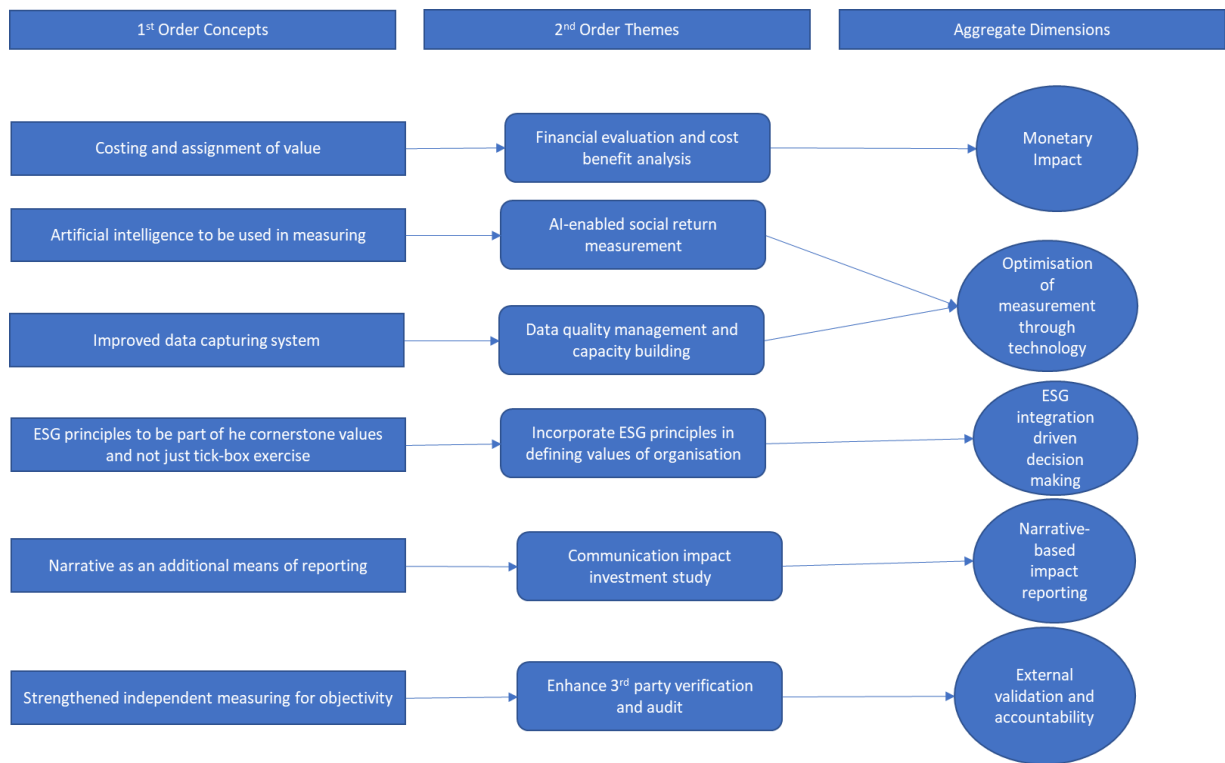 1st Order Concepts
2nd Order Themes
Aggregate Dimensions
Costing and assignment of value
Financial evaluation and cost
benefit analysis
Monetary
Impact
Artificial intelligence to be used in measuring
AI-enabled social return
measurement
Improved data capturing system
Data quality management and
capacity building
Optimisation
of
measurement
through
technology
ESG principles to be part of he cornerstone values
and not just tick-box exercise
Incorporate ESG principles in
defining values of organisation
ESG
integration
driven
decision
making
Narrative as an additional means of reporting
Communication impact
investment study
Narrative-
based
impact
reporting
Strengthened independent measuring for objectivity
Enhance 3rd party verification
and audit
External
validation and
accountability